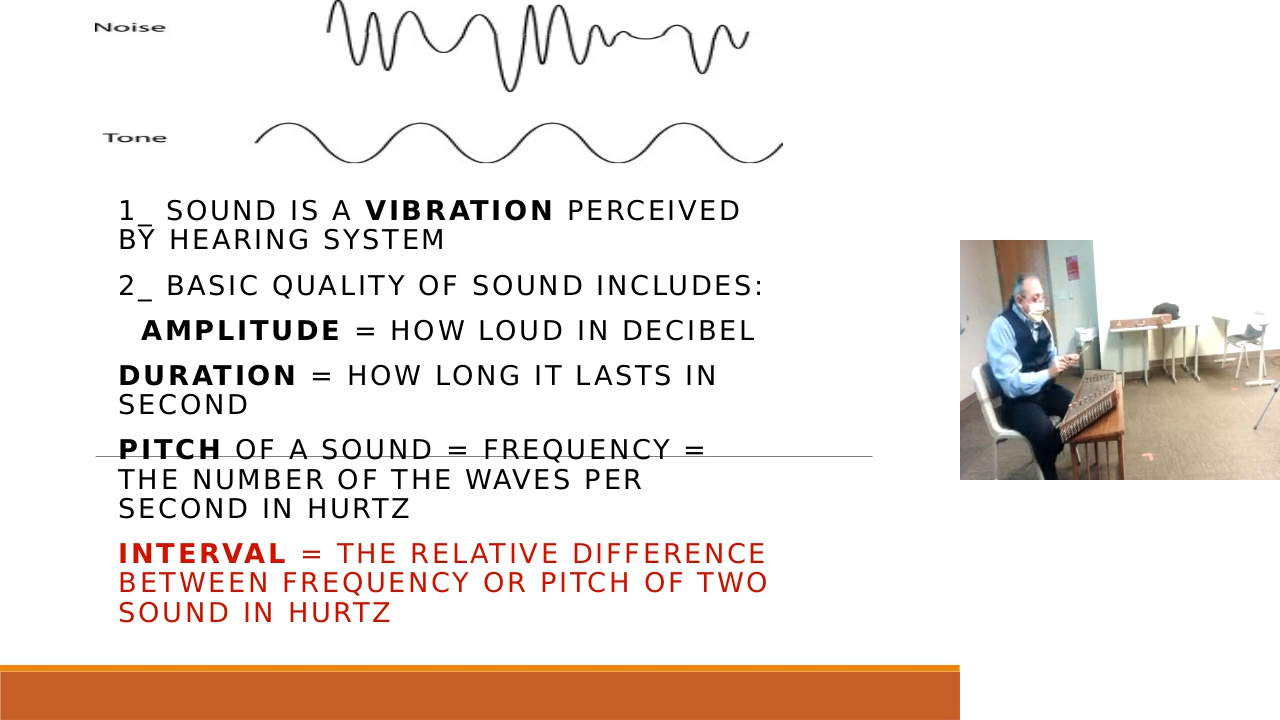 Noise
Tone
1_ SOUND IS A VIBRATION PERCEIVED
BY HEARING SYSTEM
2_ BASIC QUALITY OF SOUND INCLUDES:
AMPLITUDE = HOW LOUD IN DECIBEL
DURATION = HOW LONG IT LASTS IN
SECOND
PITCH OF A SOUND = FREQUENCY =
THE NUMBER OF THE WAVES PER
SECOND IN HURTZ
INTERVAL = THE RELATIVE DIFFERENCE
BETWEEN FREQUENCY OR PITCH OF TWO
SOUND IN HURTZ